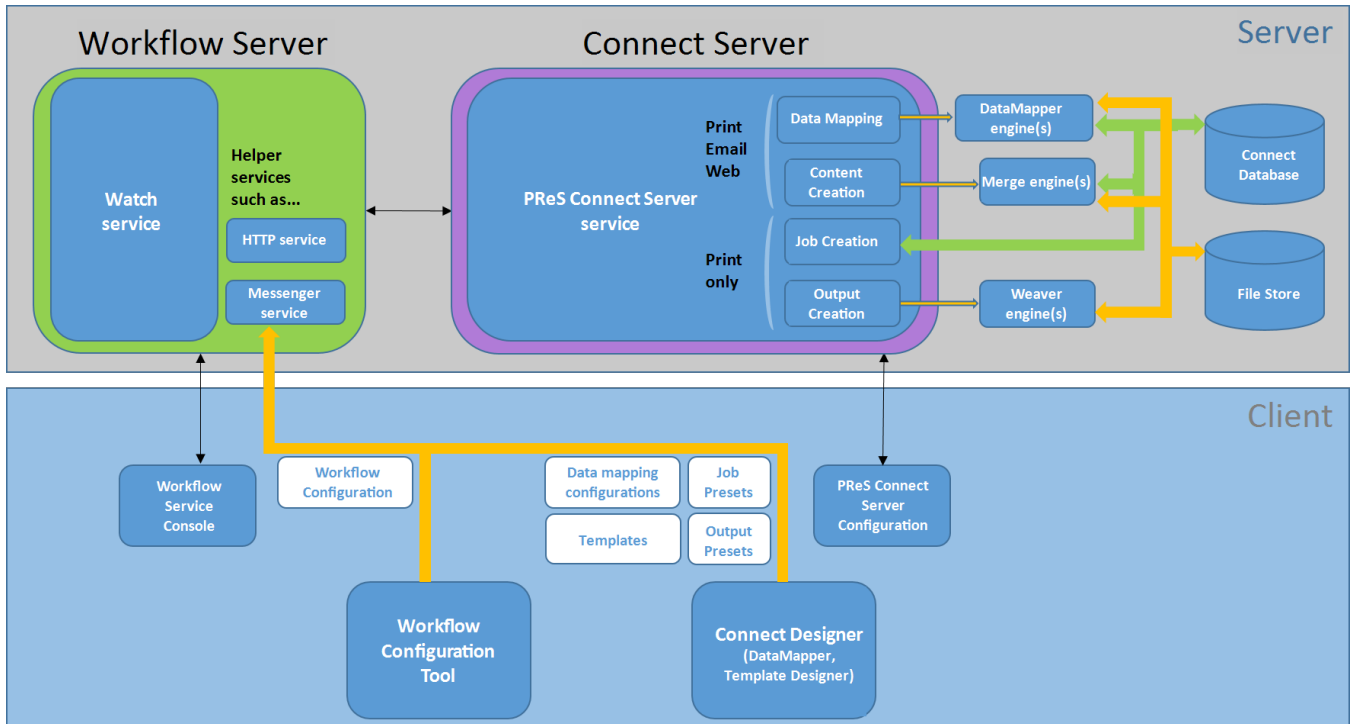 Server
Workflow Server
Connect Server
Watch
service
Helper
services
such as...
HTTP service
Messenger
service
PReS Connect Server
service
Print
Email
Web
Print
only
Data Mapping
Content
Creation
Job Creation
Output
Creation
DataMapper
engine(s)
Merge engine(s)
Weaver
engine(s)
Connect
Database
File Store
Client
Workflow
Service
Console
Workflow
Configuration
Data mapping
configurations
Job
Presets
Templates
Output
Presets
PReS Connect
Server
Configuration
Workflow
Configuration
Tool
Connect Designer
(DataMapper,
Template Designer)